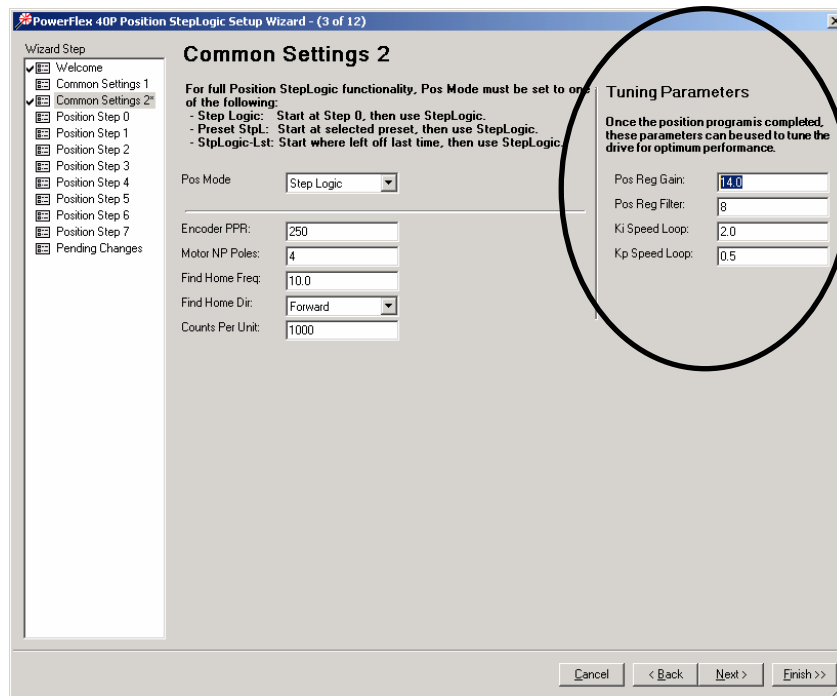 PowerFlex 40P Position StepLogic Setup Wizard - (3 of 12)
Wizard Step
Welcome
Common Settings 1
Common Settings 2*
Position Step 0
Position Step 1
Position Step 2
Position Step 3
Position Step 4
Position Step 5
Position Step 6
Position Step 7
Pending Changes
Common Settings 2
For full Position StepLogic functionality, Pos Mode must be set to one
of the following:
- Step Logic: Start at Step 0, then use StepLogic.
- Preset StpL: Start at selected preset, then use StepLogic.
- StpLogic-Lst: Start where left off last time, then use StepLogic.
Pos Mode Step Logic
Encoder PPR: 250
Motor NP Poles: 4
Find Home Freq: 10.0
Find Home Dir: Forward
Counts Per Unit: 1000
Tuning Parameters
Once the position program is completed,
these parameters can be used to tune the
drive for optimum performance.
Pos Reg Gain: 14.0
Pos Reg Filter: 8
Ki Speed Loop: 2.0
Kp Speed Loop: 0.5
Cancel < Back Next > Finish >>